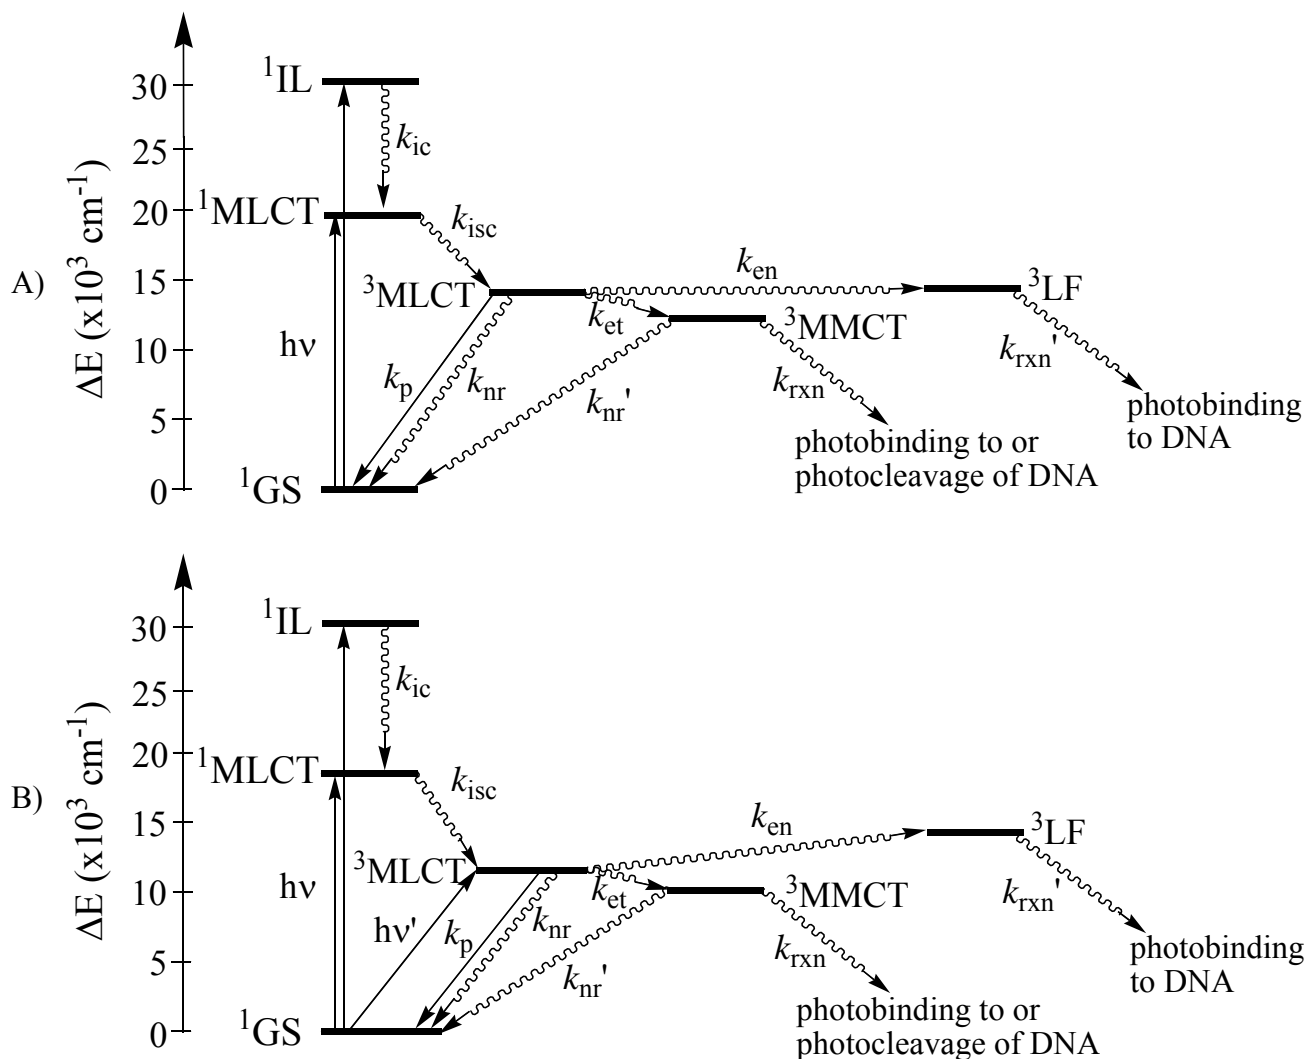 A)
ΔE (x10³ cm⁻¹)
30
25
20
15
10
5
0
¹IL
k_ic
¹MLCT
k_isc
³MLCT
k_en
³LF
k_et
³MMCT
k_rxn'
hν
k_p
k_nr
k_nr'
k_rxn
photobinding
to DNA
photobinding to or
photocleavage of DNA
¹GS
B)
ΔE (x10³ cm⁻¹)
30
25
20
15
10
5
0
¹IL
k_ic
¹MLCT
k_isc
³MLCT
k_en
³LF
k_et
³MMCT
k_rxn'
hν
hν'
k_p
k_nr
k_nr'
k_rxn
photobinding
to DNA
photobinding to or
photocleavage of DNA
¹GS